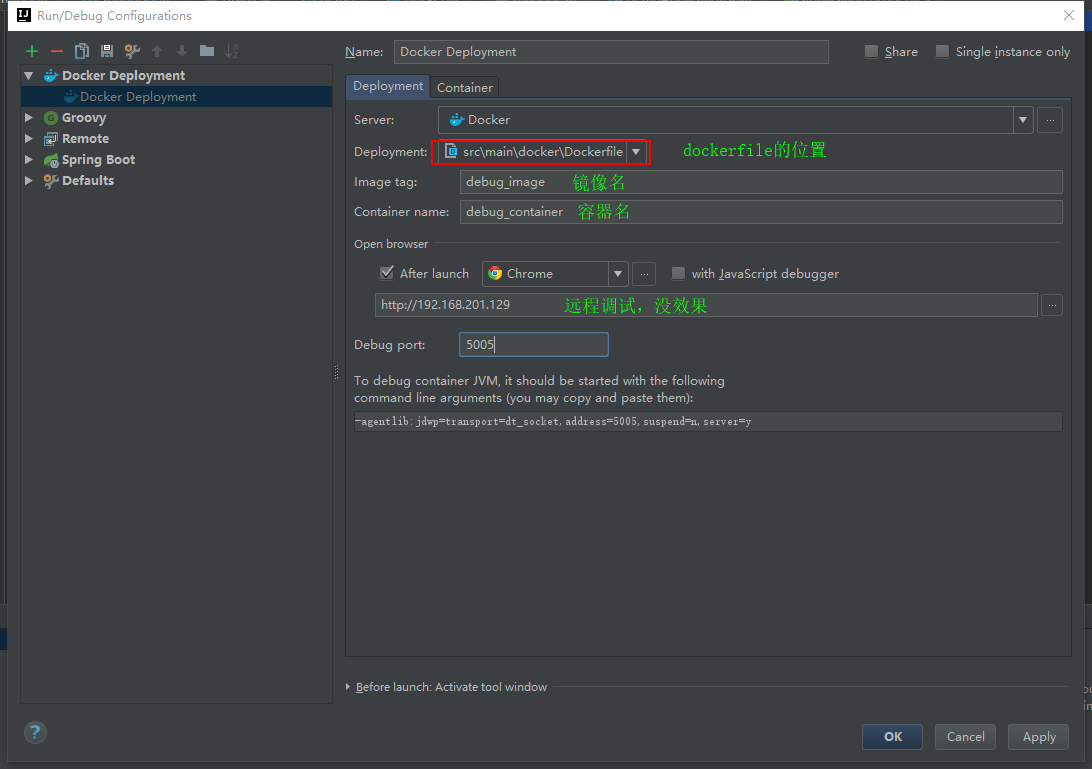 Run/Debug Configurations
Name: Docker Deployment Share Single instance only
Docker Deployment
Docker Deployment
Groovy
Remote
Spring Boot
Defaults
Deployment Container
Server: Docker
Deployment: src\main\docker\Dockerfile dockerfile的位置
Image tag: debug_image 镜像名
Container name: debug_container 容器名
Open browser
After launch Chrome with JavaScript debugger
http://192.168.201.129 远程调试，没效果
Debug port: 5005
To debug container JVM, it should be started with the following
command line arguments (you may copy and paste them):
-agentlib:jdwp=transport=dt_socket,address=5005,suspend=n,server=y
Before launch: Activate tool window
OK Cancel Apply